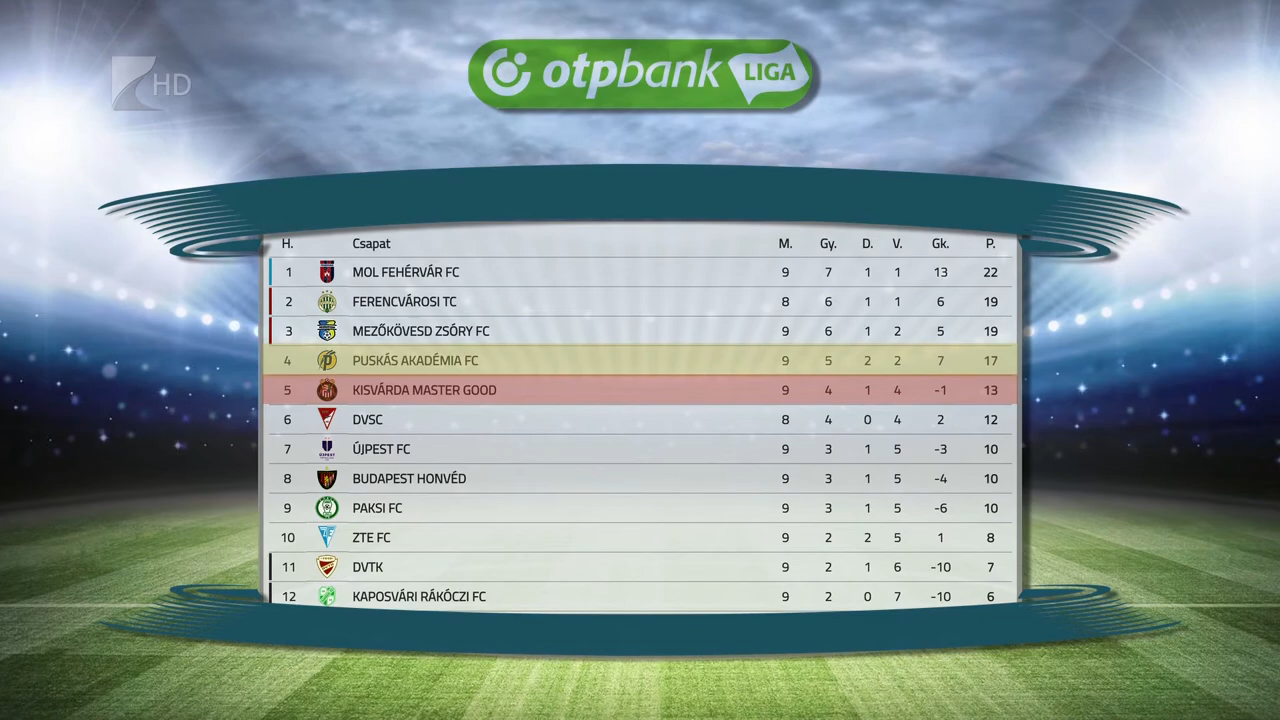 HD
otpbank LIGA
H. Csapat M. Gy. D. V. Gk. P.
1 MOL FEHÉRVÁR FC 9 7 1 1 13 22
2 FERENCVÁROSI TC 8 6 1 1 6 19
3 MEZŐKÖVESD ZSÓRY FC 9 6 1 2 5 19
4 PUSKÁS AKADÉMIA FC 9 5 2 2 7 17
5 KISVÁRDA MASTER GOOD 9 4 1 4 -1 13
6 DVSC 8 4 0 4 2 12
7 ÚJPEST FC 9 3 1 5 -3 10
8 BUDAPEST HONVÉD 9 3 1 5 -4 10
9 PAKSI FC 9 3 1 5 -6 10
10 ZTE FC 9 2 2 5 1 8
11 DVTK 9 2 1 6 -10 7
12 KAPOSVÁRI RÁKÓCZI FC 9 2 0 7 -10 6